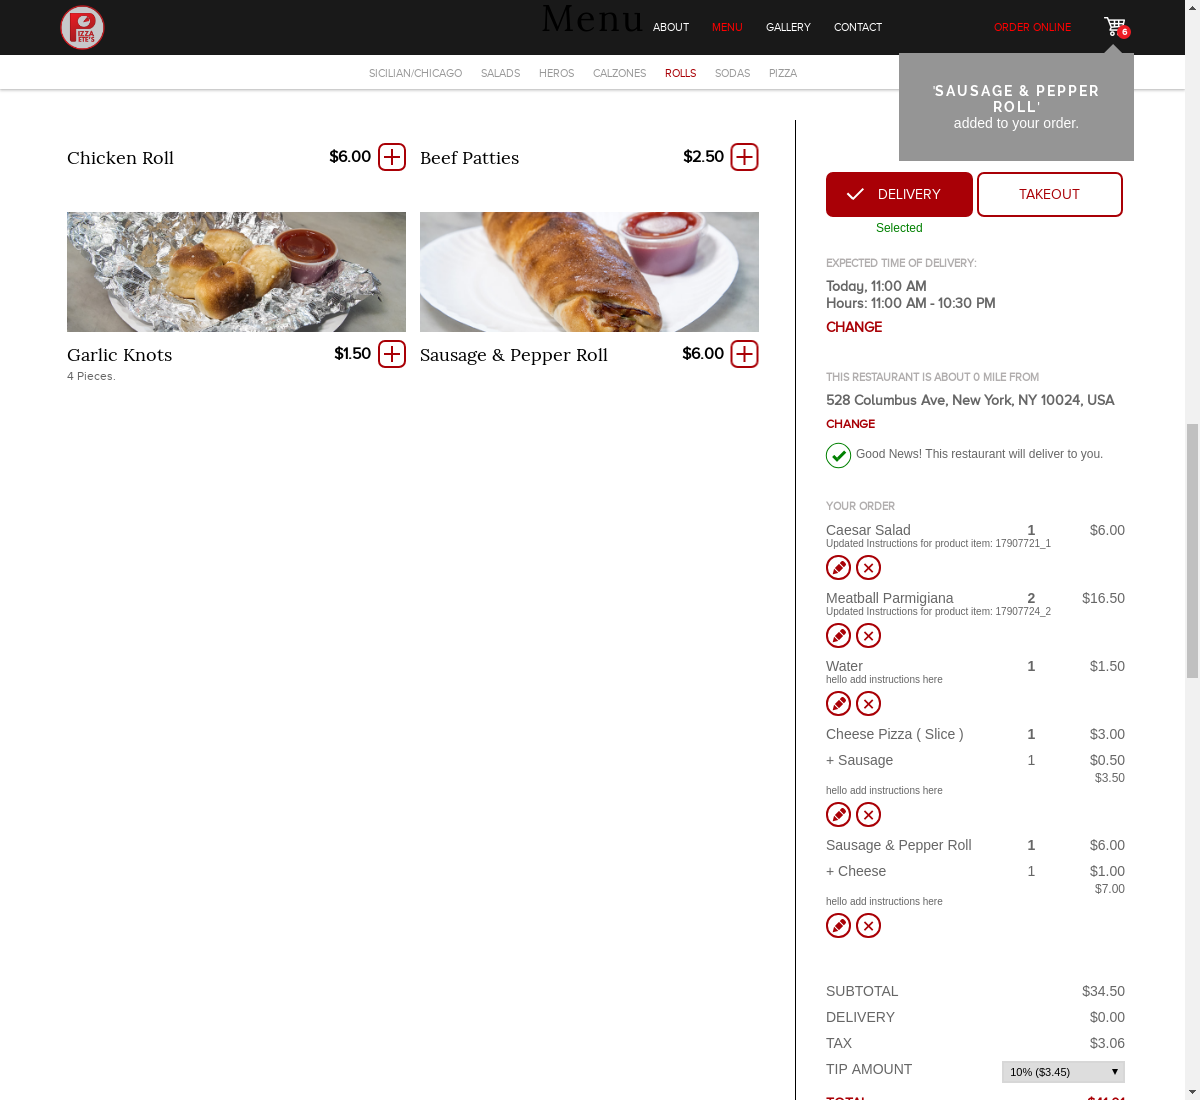 Menu
ABOUT
MENU
GALLERY
CONTACT
ORDER ONLINE
6
PIZZA
PETE'S
SICILIAN/CHICAGO
SALADS
HEROS
CALZONES
ROLLS
SODAS
PIZZA
'SAUSAGE & PEPPER
ROLL'
added to your order.
Chicken Roll $6.00
Beef Patties $2.50
Garlic Knots $1.50
4 Pieces.
Sausage & Pepper Roll $6.00
DELIVERY
TAKEOUT
Selected
EXPECTED TIME OF DELIVERY:
Today, 11:00 AM
Hours: 11:00 AM - 10:30 PM
CHANGE
THIS RESTAURANT IS ABOUT 0 MILE FROM
528 Columbus Ave, New York, NY 10024, USA
CHANGE
Good News! This restaurant will deliver to you.
YOUR ORDER
Caesar Salad 1 $6.00
Updated Instructions for product item: 17907721_1
Meatball Parmigiana 2 $16.50
Updated Instructions for product item: 17907724_2
Water 1 $1.50
hello add instructions here
Cheese Pizza ( Slice ) 1 $3.00
+ Sausage 1 $0.50
$3.50
hello add instructions here
Sausage & Pepper Roll 1 $6.00
+ Cheese 1 $1.00
$7.00
hello add instructions here
SUBTOTAL $34.50
DELIVERY $0.00
TAX $3.06
TIP AMOUNT 10% ($3.45)
TOTAL $41.01